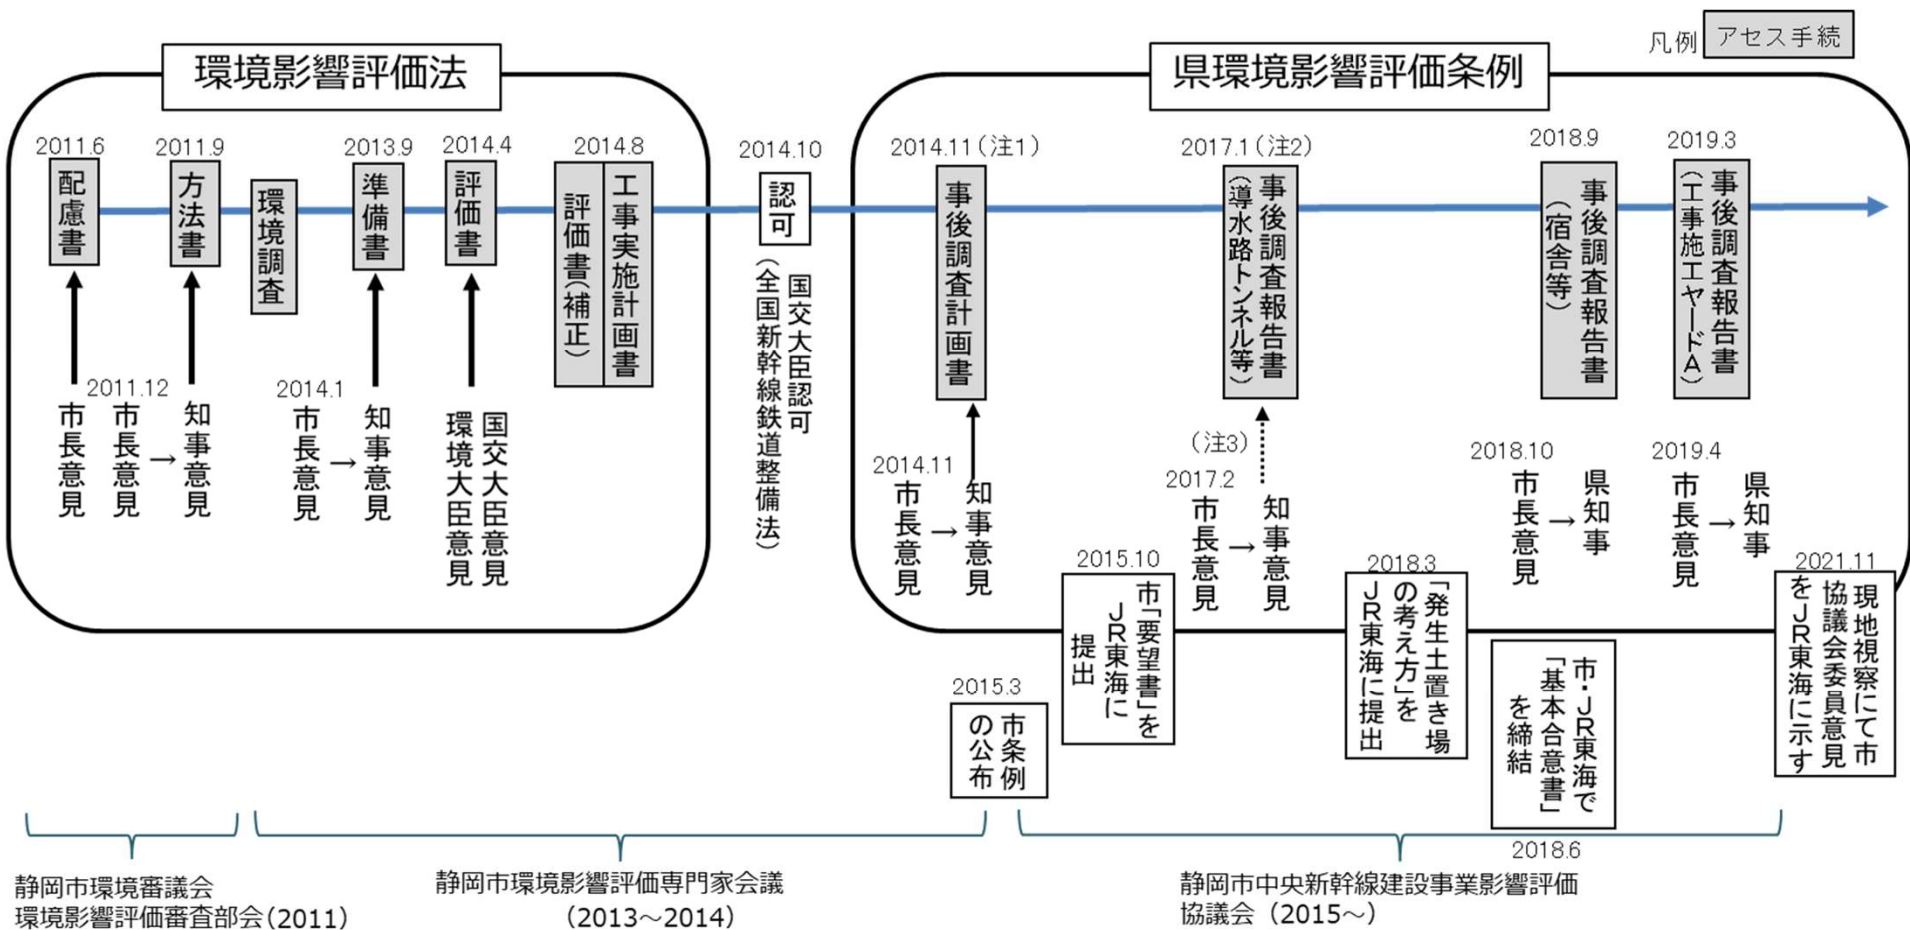 凡例 アセス手続
環境影響評価法
2011.6
配慮書
市長意見
2011.9
方法書
2011.12
市長意見
→
知事意見
環境調査
2013.9
準備書
2014.1
市長意見
→
知事意見
2014.4
評価書
国交大臣意見
環境大臣意見
2014.8
工事実施計画書
評価書(補正)
2014.10
認可
国交大臣認可
(全国新幹線鉄道整備法)
県環境影響評価条例
2014.11(注1)
事後調査計画書
2014.11
市長意見
→
知事意見
2017.1(注2)
事後調査報告書
(導水路トンネル等)
(注3)
2017.2
市長意見
→
知事意見
2018.9
事後調査報告書
(宿舎等)
2018.10
市長意見
→
県知事
2019.3
事後調査報告書
(工事施工ヤードA)
2019.4
市長意見
→
県知事
2015.3
市条例
の公布
2015.10
市「要望書」を
JR東海に
提出
2018.3
「発生土置き場
の考え方」を
JR東海に提出
市・JR東海で
「基本合意書」
を締結
2018.6
2021.11
現地視察にて市
協議会委員意見
をJR東海に示す
静岡市環境審議会
環境影響評価審査部会(2011)
静岡市環境影響評価専門家会議
(2013～2014)
静岡市中央新幹線建設事業影響評価
協議会(2015～)